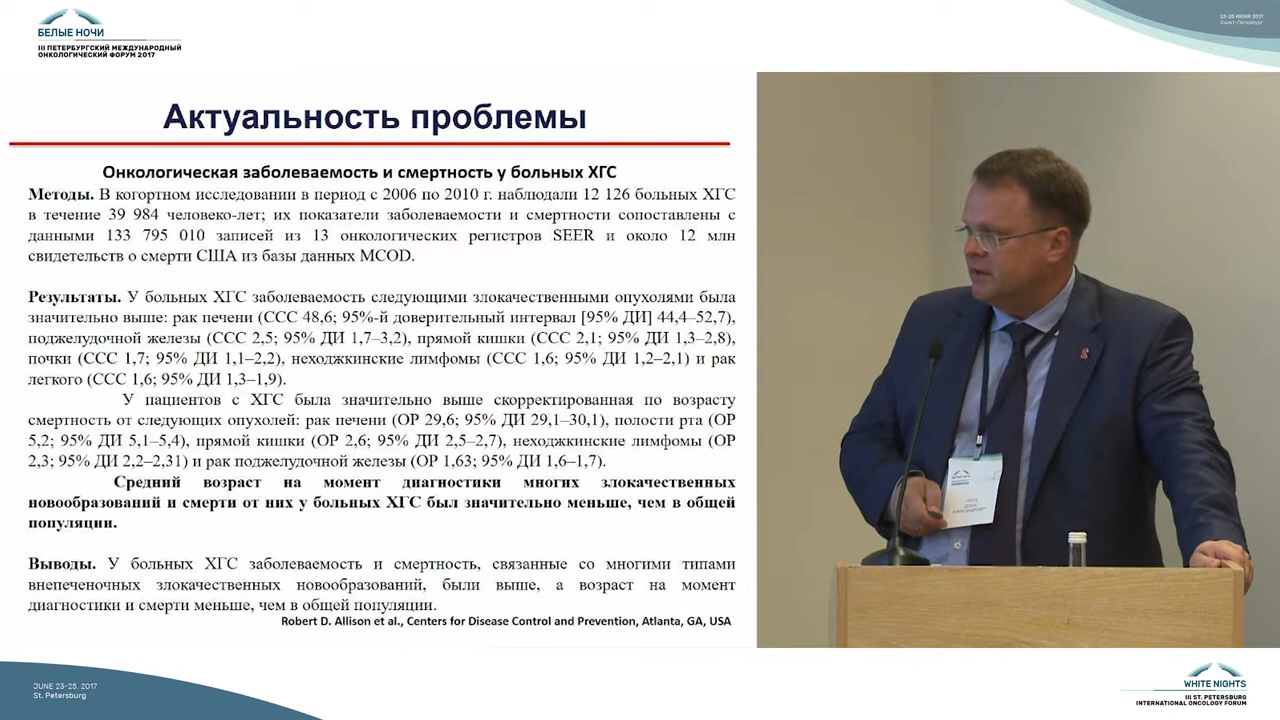 БЕЛЫЕ НОЧИ
III ПЕТЕРБУРГСКИЙ МЕЖДУНАРОДНЫЙ
ОНКОЛОГИЧЕСКИЙ ФОРУМ 2017
23-25 ИЮНЯ 2017
Санкт-Петербург
Актуальность проблемы
Онкологическая заболеваемость и смертность у больных ХГС
Методы. В когортном исследовании в период с 2006 по 2010 г. наблюдали 12 126 больных ХГС
в течение 39 984 человеко-лет; их показатели заболеваемости и смертности сопоставлены с
данными 133 795 010 записей из 13 онкологических регистров SEER и около 12 млн
свидетельств о смерти США из базы данных MCOD.
Результаты. У больных ХГС заболеваемость следующими злокачественными опухолями была
значительно выше: рак печени (ССС 48,6; 95%-й доверительный интервал [95% ДИ] 44,4–52,7),
поджелудочной железы (ССС 2,5; 95% ДИ 1,7–3,2), прямой кишки (ССС 2,1; 95% ДИ 1,3–2,8),
почки (ССС 1,7; 95% ДИ 1,1–2,2), неходжкинские лимфомы (ССС 1,6; 95% ДИ 1,2–2,1) и рак
легкого (ССС 1,6; 95% ДИ 1,3–1,9).
У пациентов с ХГС была значительно выше скорректированная по возрасту
смертность от следующих опухолей: рак печени (ОР 29,6; 95% ДИ 29,1–30,1), полости рта (ОР
5,2; 95% ДИ 5,1–5,4), прямой кишки (ОР 2,6; 95% ДИ 2,5–2,7), неходжкинские лимфомы (ОР
2,3; 95% ДИ 2,2–2,31) и рак поджелудочной железы (ОР 1,63; 95% ДИ 1,6–1,7).
Средний возраст на момент диагностики многих злокачественных
новообразований и смерти от них у больных ХГС был значительно меньше, чем в общей
популяции.
Выводы. У больных ХГС заболеваемость и смертность, связанные со многими типами
внепеченочных злокачественных новообразований, были выше, а возраст на момент
диагностики и смерти меньше, чем в общей популяции.
Robert D. Allison et al., Centers for Disease Control and Prevention, Atlanta, GA, USA
JUNE 23-25, 2017
St. Petersburg
WHITE NIGHTS
III ST. PETERSBURG
INTERNATIONAL ONCOLOGY FORUM